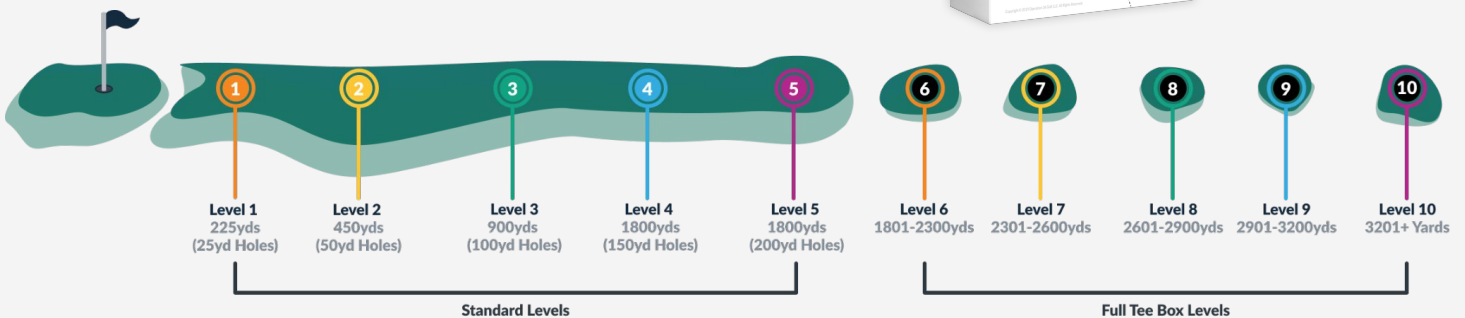 1
2
3
4
5
6
7
8
9
10
Level 1
225yds
(25yd Holes)
Level 2
450yds
(50yd Holes)
Level 3
900yds
(100yd Holes)
Level 4
1800yds
(150yd Holes)
Level 5
1800yds
(200yd Holes)
Level 6
1801-2300yds
Level 7
2301-2600yds
Level 8
2601-2900yds
Level 9
2901-3200yds
Level 10
3201+ Yards
Standard Levels
Full Tee Box Levels